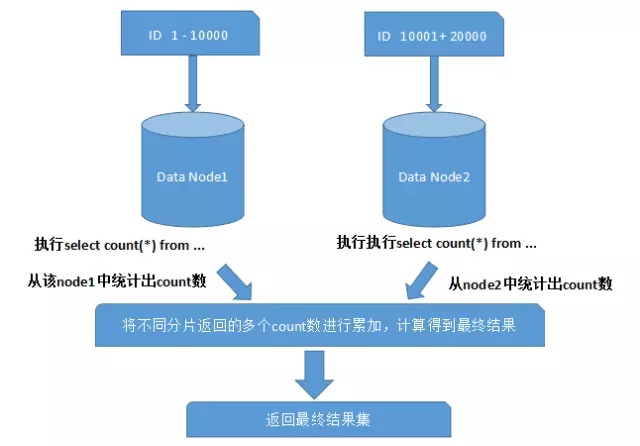 ID 1 - 10000
ID 10001+ 20000
Data Node1
Data Node2
执行select count(*) from ...
执行执行select count(*) from ...
从该node1中统计出count数
从node2中统计出count数
将不同分片返回的多个count数进行累加，计算得到最终结果
返回最终结果集